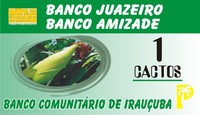 BANCO JUAZEIRO
BANCO AMIZADE
1
CACTOS
BANCO COMUNITÁRIO DE IRAUÇUBA